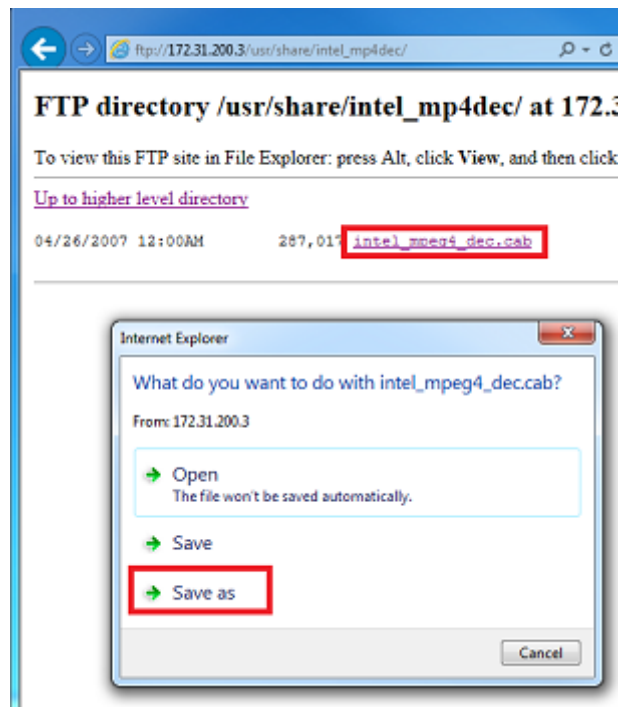 ftp://172.31.200.3/usr/share/intel_mp4dec/
FTP directory /usr/share/intel_mp4dec/ at 172.3
To view this FTP site in File Explorer: press Alt, click View, and then click
Up to higher level directory
04/26/2007 12:00AM 287,017 intel_mpeg4_dec.cab
Internet Explorer
What do you want to do with intel_mpeg4_dec.cab?
From: 172.31.200.3
Open
The file won't be saved automatically.
Save
Save as
Cancel